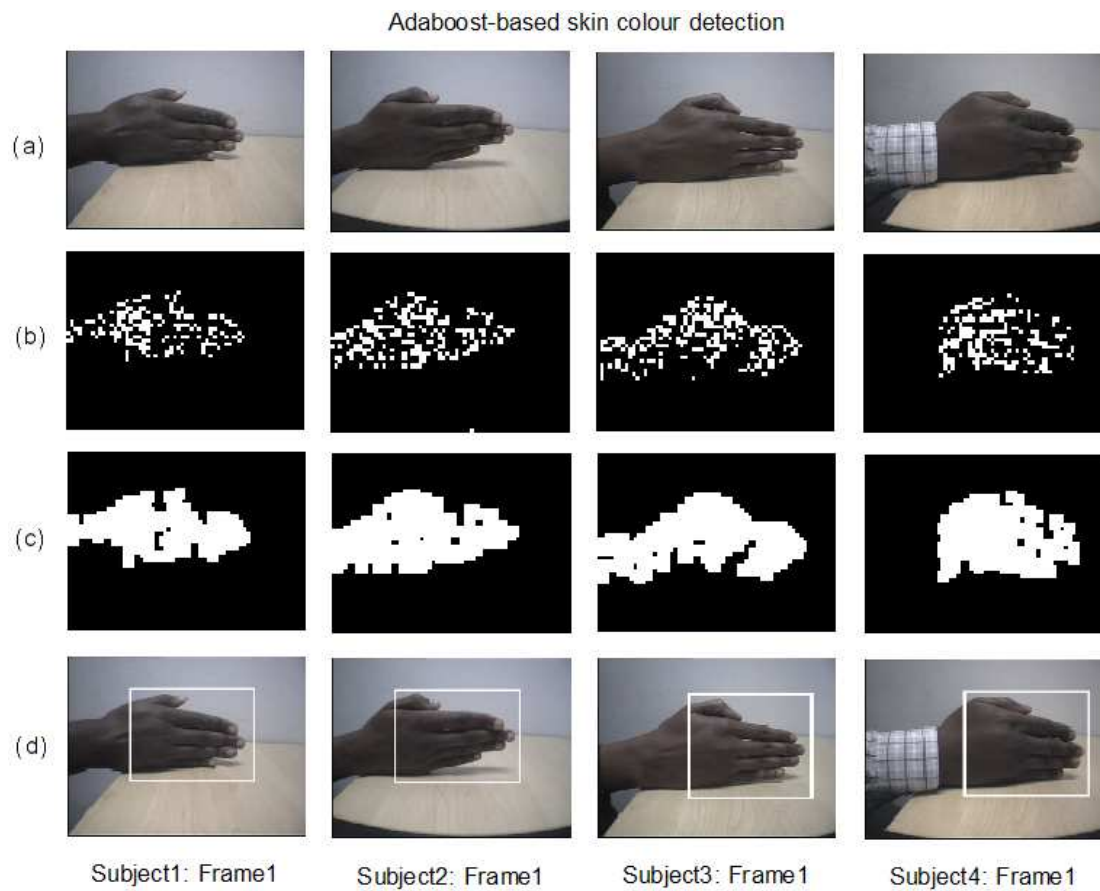 Adaboost-based skin colour detection
(a)
(b)
(c)
(d)
Subject1: Frame1
Subject2: Frame1
Subject3: Frame1
Subject4: Frame1